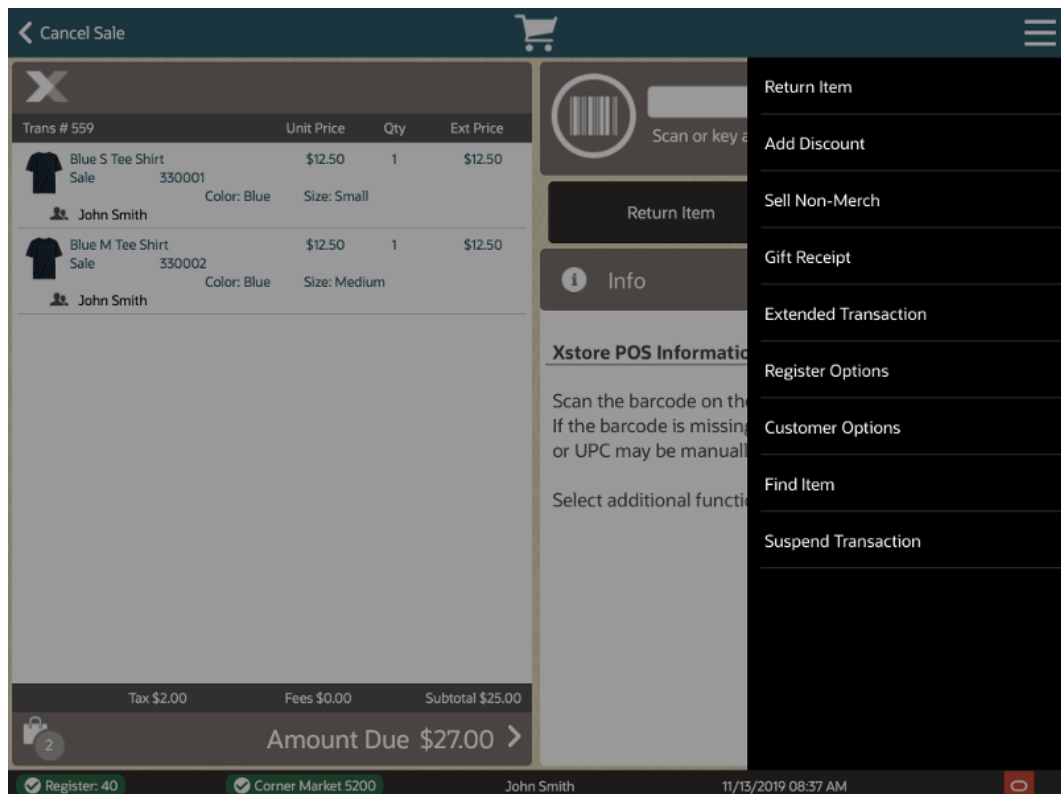 Cancel Sale
Trans # 559 Unit Price Qty Ext Price
Blue S Tee Shirt $12.50 1 $12.50
Sale 330001
Color: Blue Size: Small
John Smith
Blue M Tee Shirt $12.50 1 $12.50
Sale 330002
Color: Blue Size: Medium
John Smith
Tax $2.00 Fees $0.00 Subtotal $25.00
2 Amount Due $27.00
Scan or key a
Return Item
Info
Xstore POS Informatio
Scan the barcode on the
If the barcode is missing
or UPC may be manuall
Select additional functi
Return Item
Add Discount
Sell Non-Merch
Gift Receipt
Extended Transaction
Register Options
Customer Options
Find Item
Suspend Transaction
Register: 40 Corner Market 5200 John Smith 11/13/2019 08:37 AM